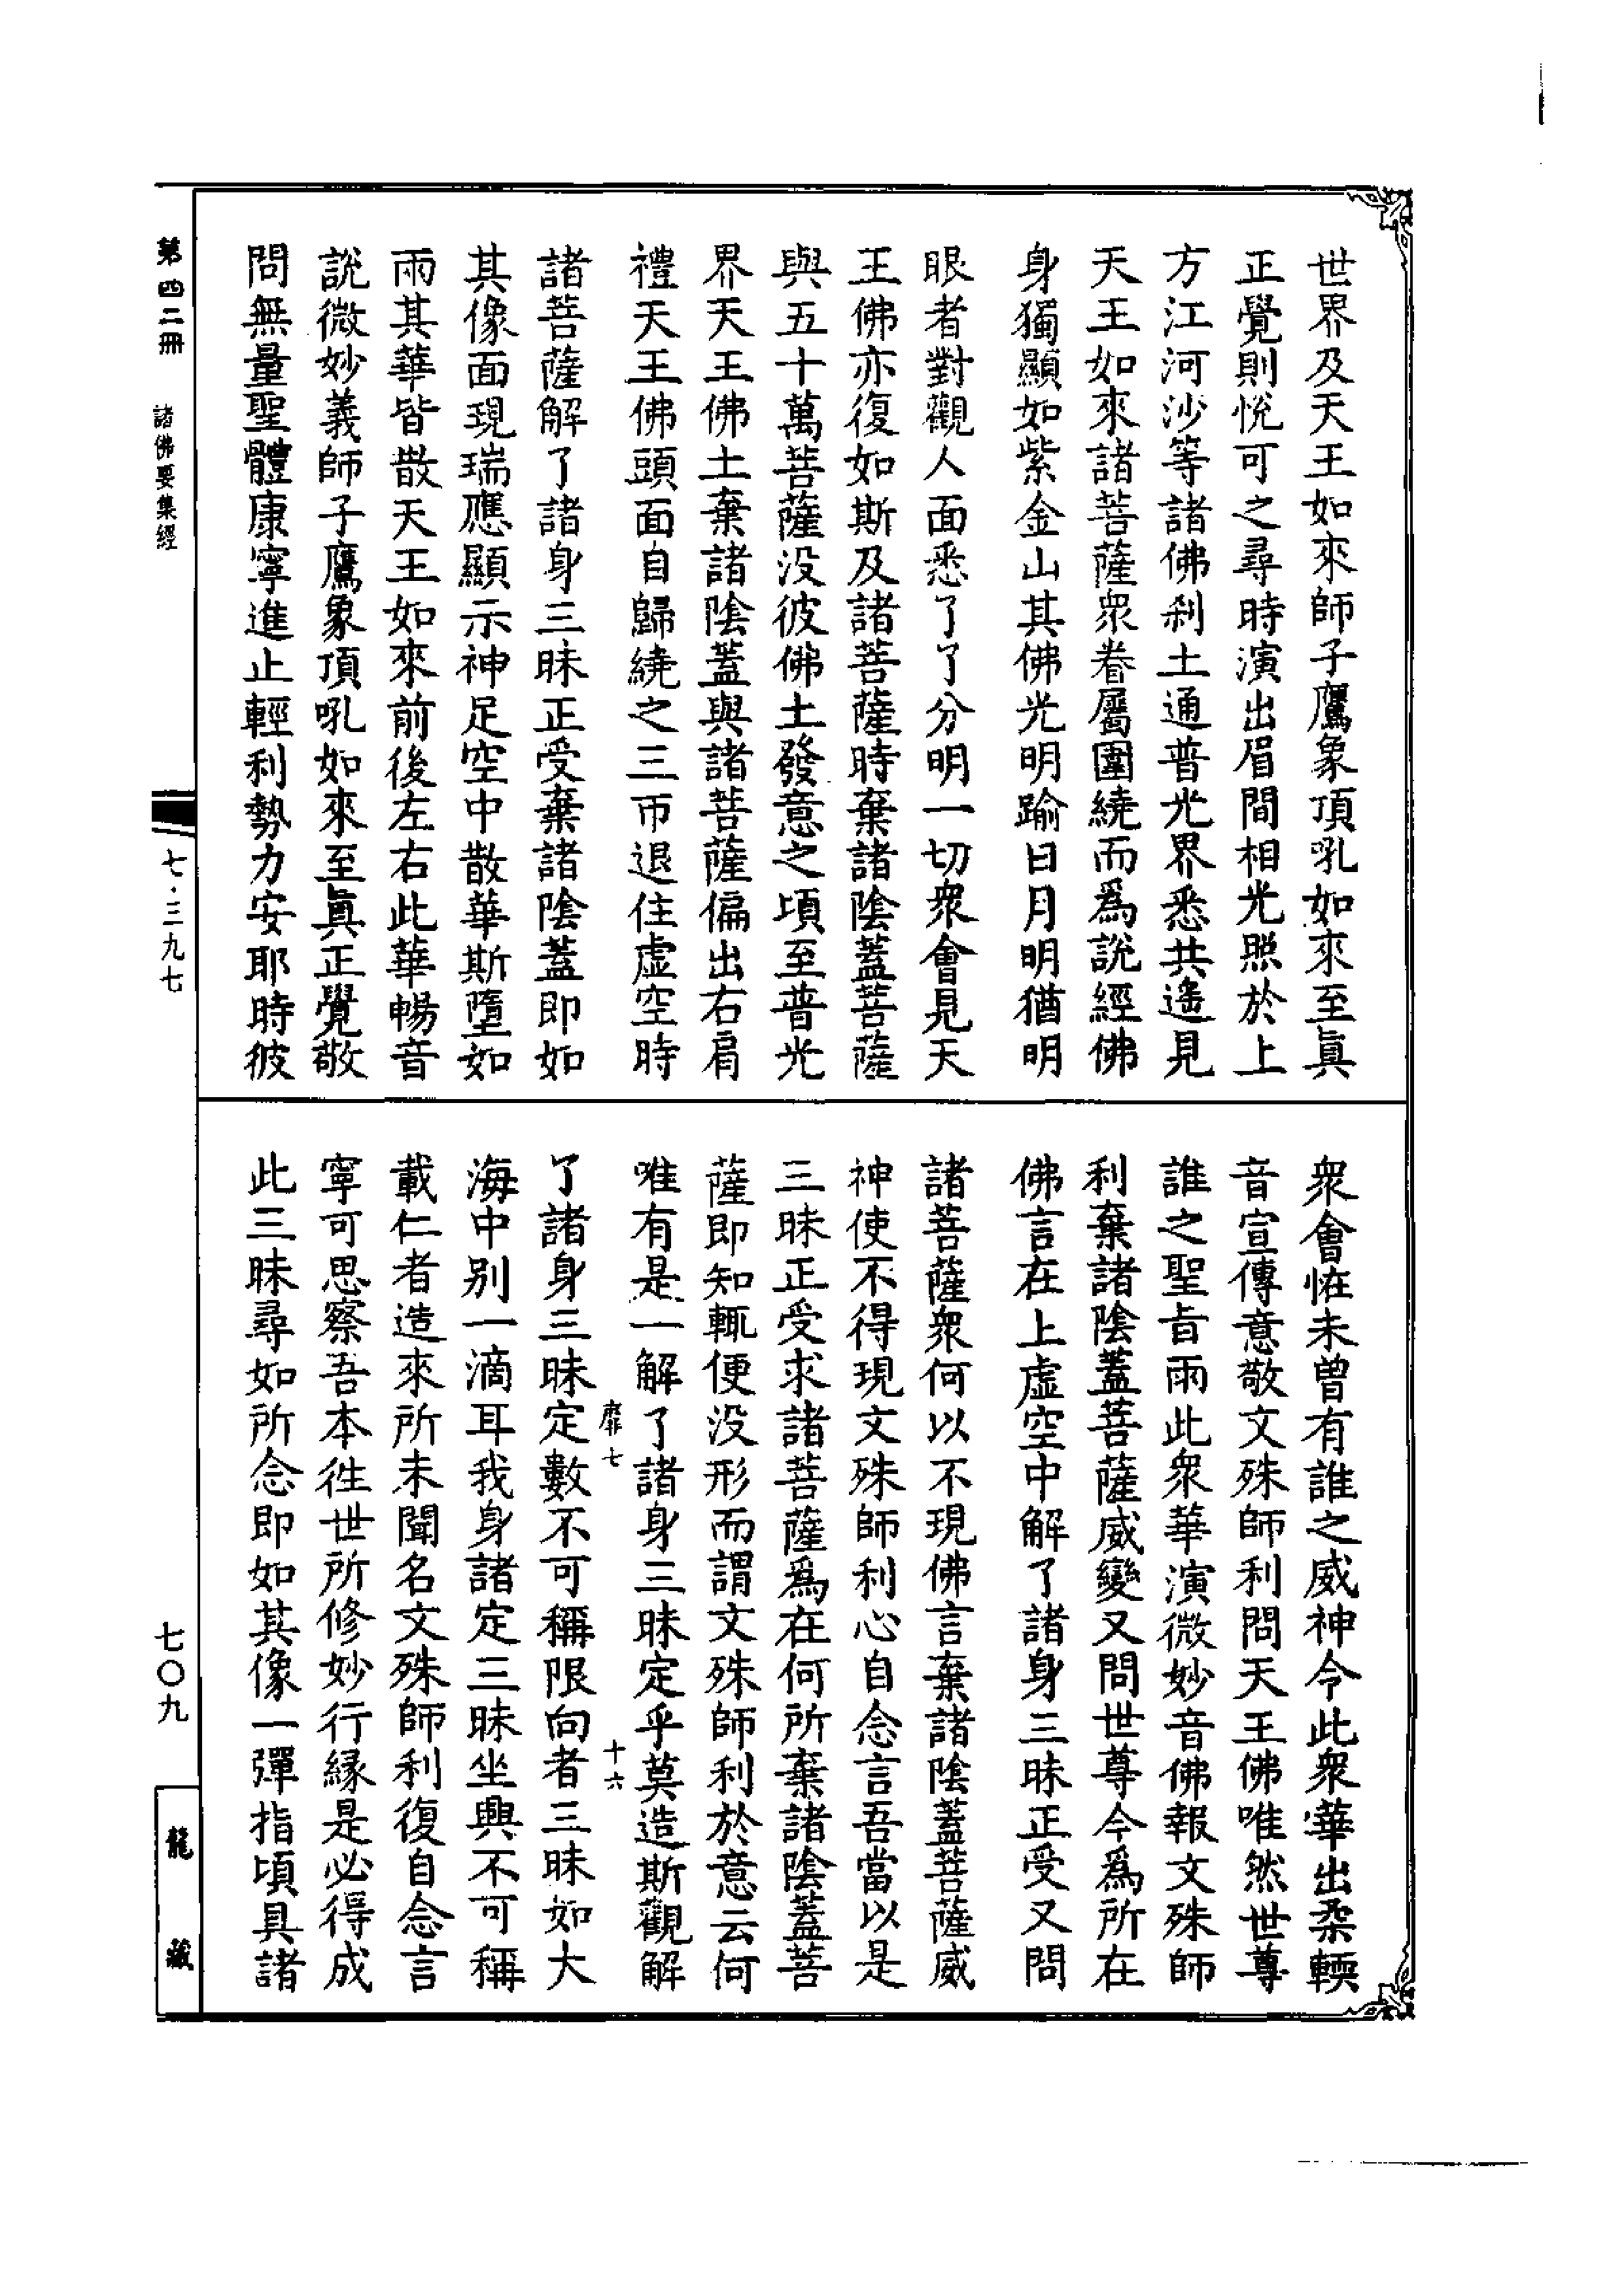 世界及天王如來師子鷹象頂吼如來至眞
正覺則悅可之尋時演出眉間相光照於上
方江河沙等諸佛刹土通普光界悉共遙見
天王如來諸菩薩衆眷屬圍繞而爲說經佛
身獨顯如紫金山其佛光明踰日月明猶明
眼者對觀人面悉了了分明一切衆會見天
王佛亦復如斯及諸菩薩時棄諸陰蓋菩薩
與五十萬菩薩没彼佛土發意之頃至普光
界天王佛土棄諸陰蓋與諸菩薩偏出右肩
禮天王佛頭面自歸繞之三帀退住虛空時
諸菩薩解了諸身三昧正受棄諸陰蓋即如
其像面現瑞應顯示神足空中散華斯墮如
雨其華皆散天王如來前後左右此華暢音
說微妙義師子鷹象頂吼如來至眞正覺敬
問無量聖體康寧進止輕利勢力安耶時彼
衆會恠未曾有誰之威神今此衆華出柔輭
音宣傳意敬文殊師利問天王佛唯然世尊
誰之聖旨雨此衆華演微妙音佛報文殊師
利棄諸陰蓋菩薩威變又問世尊今爲所在
佛言在上虛空中解了諸身三昧正受又問
諸菩薩衆何以不現佛言棄諸陰蓋菩薩威
神使不得現文殊師利心自念言吾當以是
三昧正受求諸菩薩爲在何所棄諸陰蓋菩
薩即知輒便没形而謂文殊師利於意云何
唯有是一解了諸身三昧定乎莫造斯觀解
靡七
十六
了諸身三昧定數不可稱限向者三昧如大
海中别一滴耳我身諸定三昧坐興不可稱
載仁者造來所未聞名文殊師利復自念言
寧可思察吾本徃世所修妙行緣是必得成
此三昧尋如所念即如其像一彈指頃具諸
第四二冊
諸佛要集經
七·三九七
七〇九
龍藏